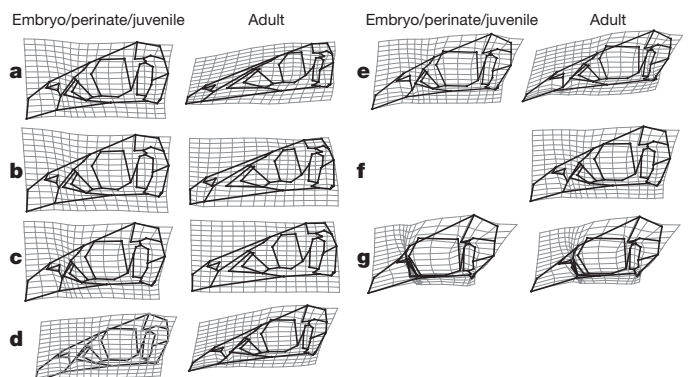 Embryo/perinate/juvenile Adult Embryo/perinate/juvenile Adult
a e
b f
c g
d